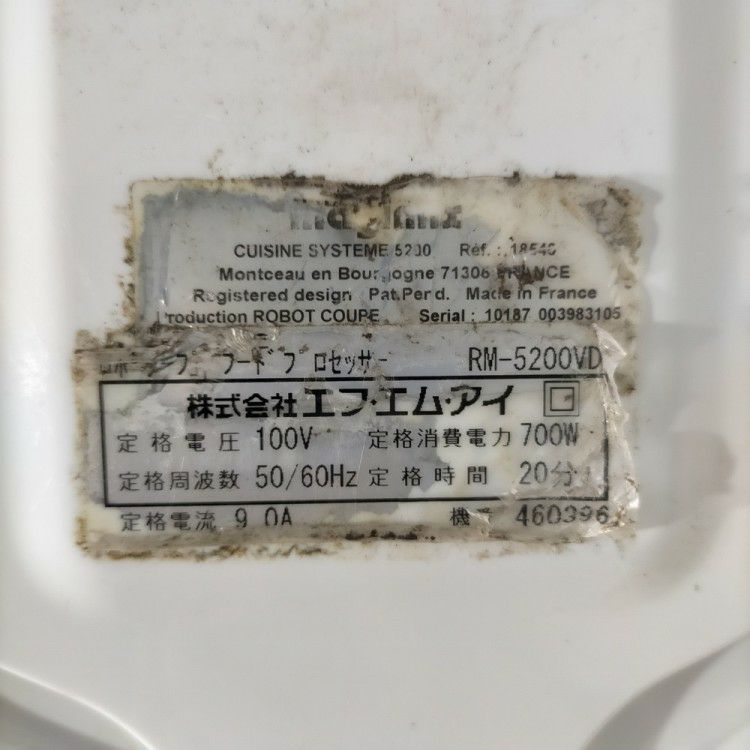 CUISINE SYSTEME 5200 Réf. : 18540
Montceau en Bourgogne 71306 FRANCE
Registered design Pat.Pend. Made in France
Production ROBOT COUPE Serial : 10187 003983105
フードプロセッサー RM-5200VD
株式会社エフ・エム・アイ
定格電圧 100V 定格消費電力 700W
定格周波数 50/60Hz 定格時間 20分
定格電流 9.0A 機番 460396